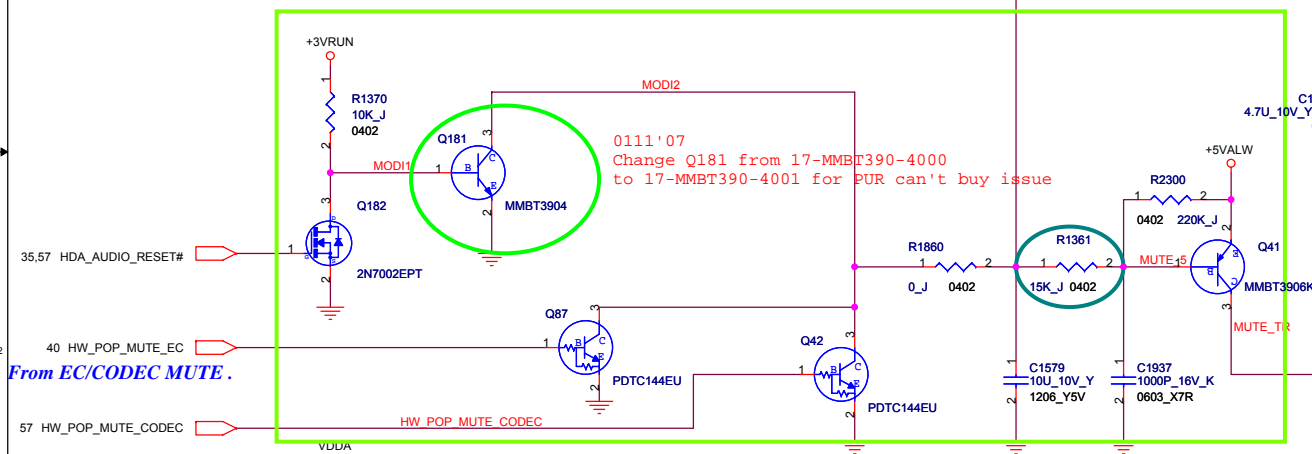 +3VRUN
R1370
10K_J
0402
MODI1
MODI2
Q181
MMBT3904
0111'07
Change Q181 from 17-MMBT390-4000
to 17-MMBT390-4001 for PUR can't buy issue
C1
4.7U_10V_Y
+5VALW
R2300
0402 220K_J
Q182
2N7002EPT
35,57 HDA_AUDIO_RESET#
R1860
0_J 0402
R1361
15K_J 0402
MUTE_5
Q41
MMBT3906K
MUTE_TR
Q87
PDTC144EU
40 HW_POP_MUTE_EC
From EC/CODEC MUTE .
Q42
PDTC144EU
C1579
10U_10V_Y
1206_Y5V
C1937
1000P_16V_K
0603_X7R
57 HW_POP_MUTE_CODEC
HW_POP_MUTE_CODEC
VDDA